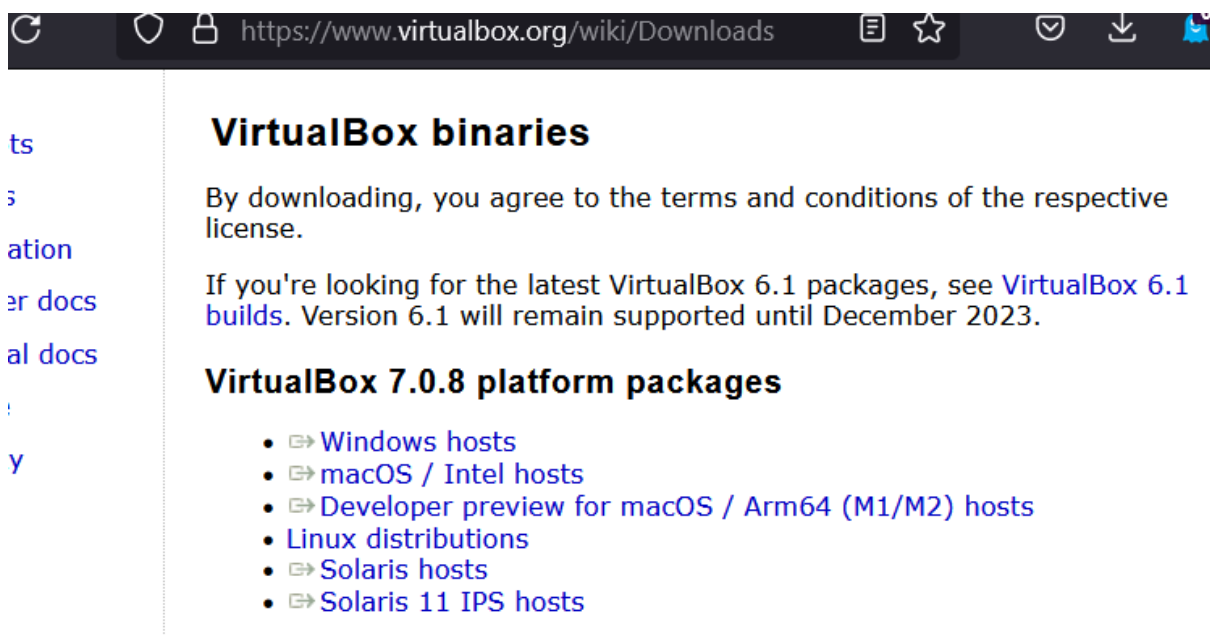 https://www.virtualbox.org/wiki/Downloads
VirtualBox binaries
ts
s
ation
er docs
al docs
y
By downloading, you agree to the terms and conditions of the respective
license.
If you're looking for the latest VirtualBox 6.1 packages, see VirtualBox 6.1
builds. Version 6.1 will remain supported until December 2023.
VirtualBox 7.0.8 platform packages
Windows hosts
macOS / Intel hosts
Developer preview for macOS / Arm64 (M1/M2) hosts
Linux distributions
Solaris hosts
Solaris 11 IPS hosts